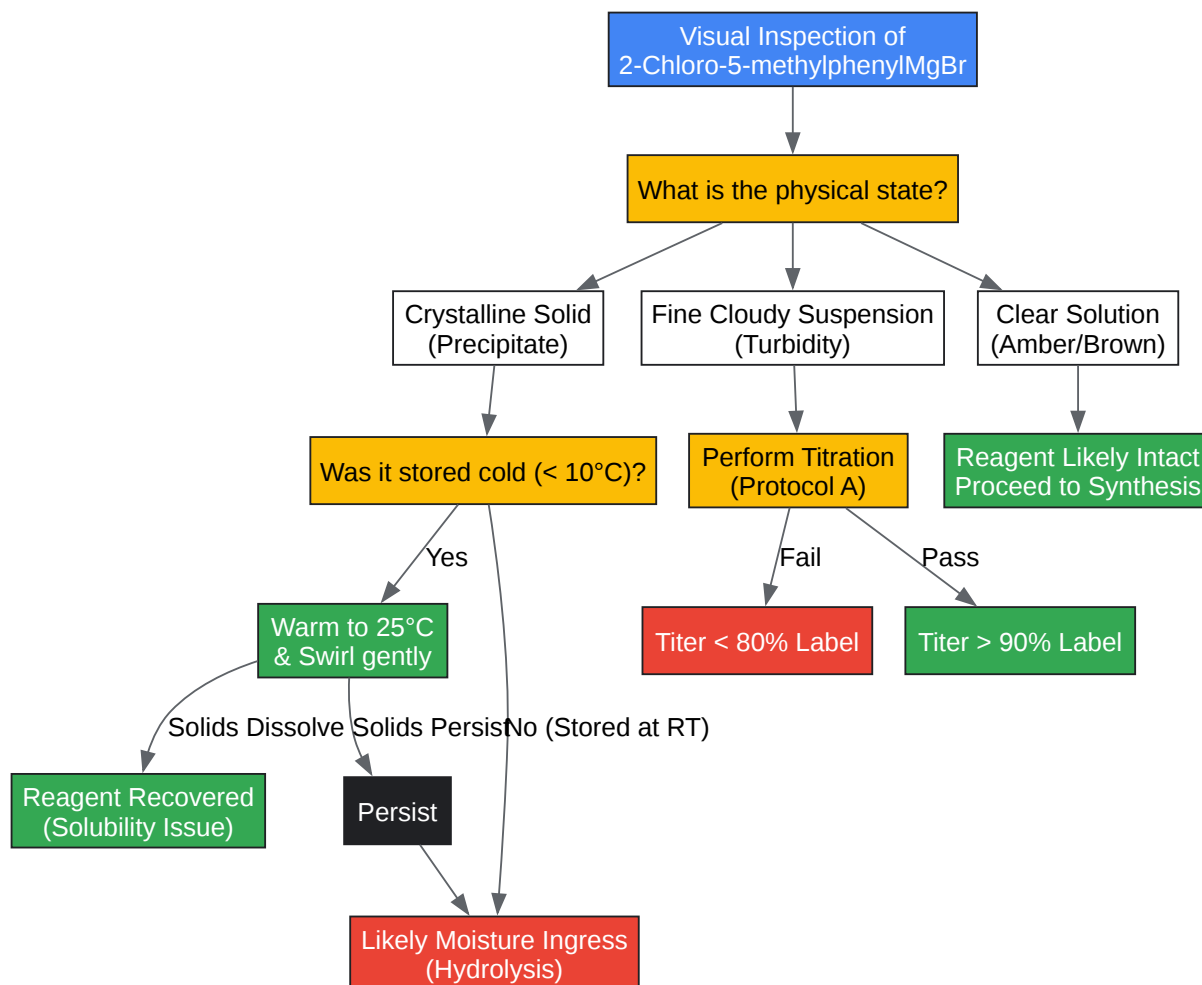 Visual Inspection of
2-Chloro-5-methylphenylMgBr
What is the physical state?
Crystalline Solid
(Precipitate)
Fine Cloudy Suspension
(Turbidity)
Clear Solution
(Amber/Brown)
Was it stored cold (< 10°C)?
Perform Titration
(Protocol A)
Reagent Likely Intact
Proceed to Synthesis
Yes
Fail
Pass
Warm to 25°C
& Swirl gently
Titer < 80% Label
Titer > 90% Label
Solids Dissolve
Solids Persist
No (Stored at RT)
Reagent Recovered
(Solubility Issue)
Persist
Likely Moisture Ingress
(Hydrolysis)